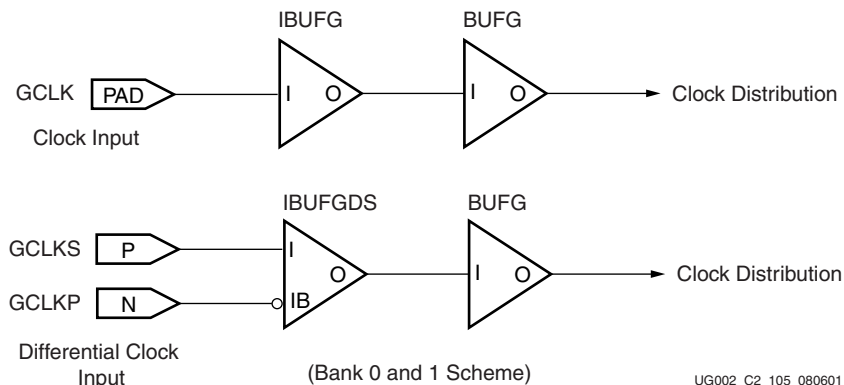 IBUFG BUFG
GCLK PAD I O I O Clock Distribution
Clock Input
IBUFGDS BUFG
GCLKS P I O I O Clock Distribution
GCLKP N IB
Differential Clock
Input
(Bank 0 and 1 Scheme)
UG002_C2_105_080601